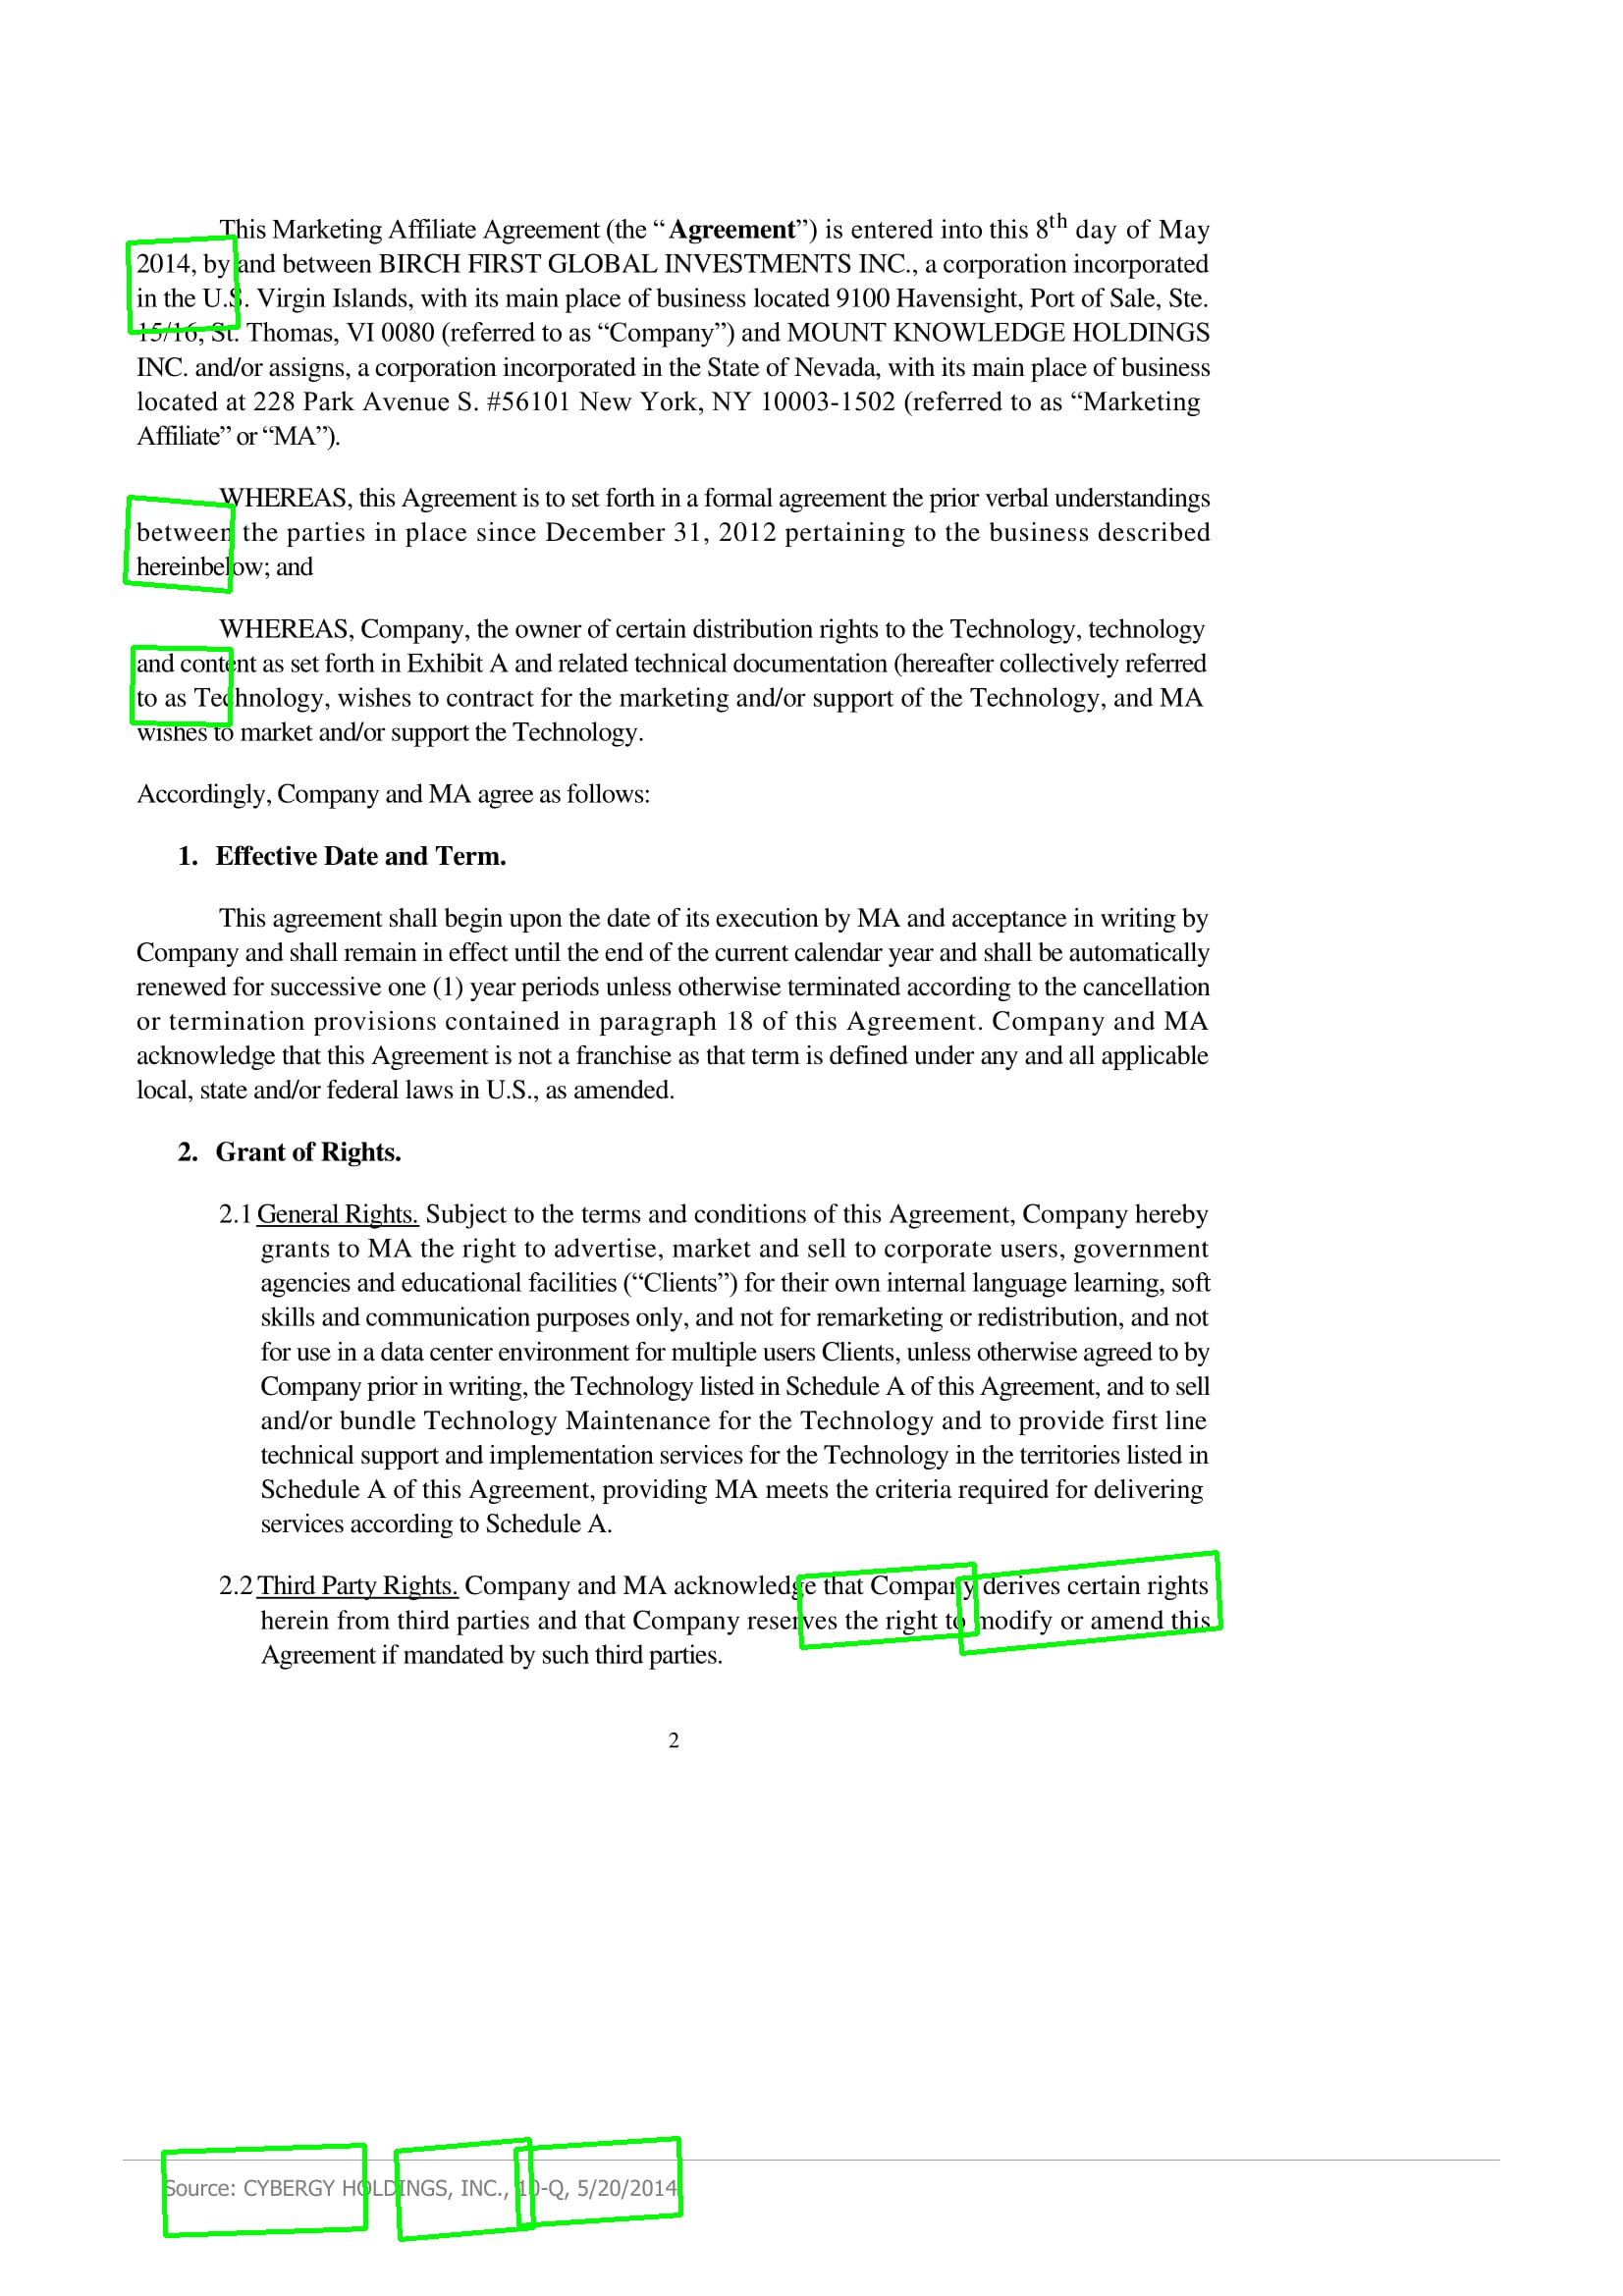 This Marketing Affiliate Agreement (the “Agreement”) is entered into this 8th day of May
2014, by and between BIRCH FIRST GLOBAL INVESTMENTS INC., a corporation incorporated
in the U.S. Virgin Islands, with its main place of business located 9100 Havensight, Port of Sale, Ste.
15/16, St. Thomas, VI 0080 (referred to as “Company”) and MOUNT KNOWLEDGE HOLDINGS
INC. and/or assigns, a corporation incorporated in the State of Nevada, with its main place of business
located at 228 Park Avenue S. #56101 New York, NY 10003-1502 (referred to as “Marketing
Affiliate” or “MA”).
WHEREAS, this Agreement is to set forth in a formal agreement the prior verbal understandings
between the parties in place since December 31, 2012 pertaining to the business described
hereinbelow; and
WHEREAS, Company, the owner of certain distribution rights to the Technology, technology
and content as set forth in Exhibit A and related technical documentation (hereafter collectively referred
to as Technology, wishes to contract for the marketing and/or support of the Technology, and MA
wishes to market and/or support the Technology.
Accordingly, Company and MA agree as follows:
1. Effective Date and Term.
This agreement shall begin upon the date of its execution by MA and acceptance in writing by
Company and shall remain in effect until the end of the current calendar year and shall be automatically
renewed for successive one (1) year periods unless otherwise terminated according to the cancellation
or termination provisions contained in paragraph 18 of this Agreement. Company and MA
acknowledge that this Agreement is not a franchise as that term is defined under any and all applicable
local, state and/or federal laws in U.S., as amended.
2. Grant of Rights.
2.1 General Rights. Subject to the terms and conditions of this Agreement, Company hereby
grants to MA the right to advertise, market and sell to corporate users, government
agencies and educational facilities (“Clients”) for their own internal language learning, soft
skills and communication purposes only, and not for remarketing or redistribution, and not
for use in a data center environment for multiple users Clients, unless otherwise agreed to by
Company prior in writing, the Technology listed in Schedule A of this Agreement, and to sell
and/or bundle Technology Maintenance for the Technology and to provide first line
technical support and implementation services for the Technology in the territories listed in
Schedule A of this Agreement, providing MA meets the criteria required for delivering
services according to Schedule A.
2.2 Third Party Rights. Company and MA acknowledge that Company derives certain rights
herein from third parties and that Company reserves the right to modify or amend this
Agreement if mandated by such third parties.
2
Source: CYBERGY HOLDINGS, INC., 10-Q, 5/20/2014